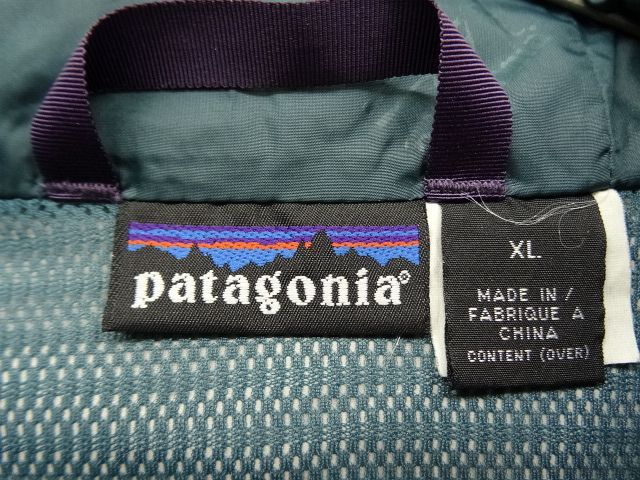 patagonia®
XL.
MADE IN /
FABRIQUE A
CHINA
CONTENT (OVER)